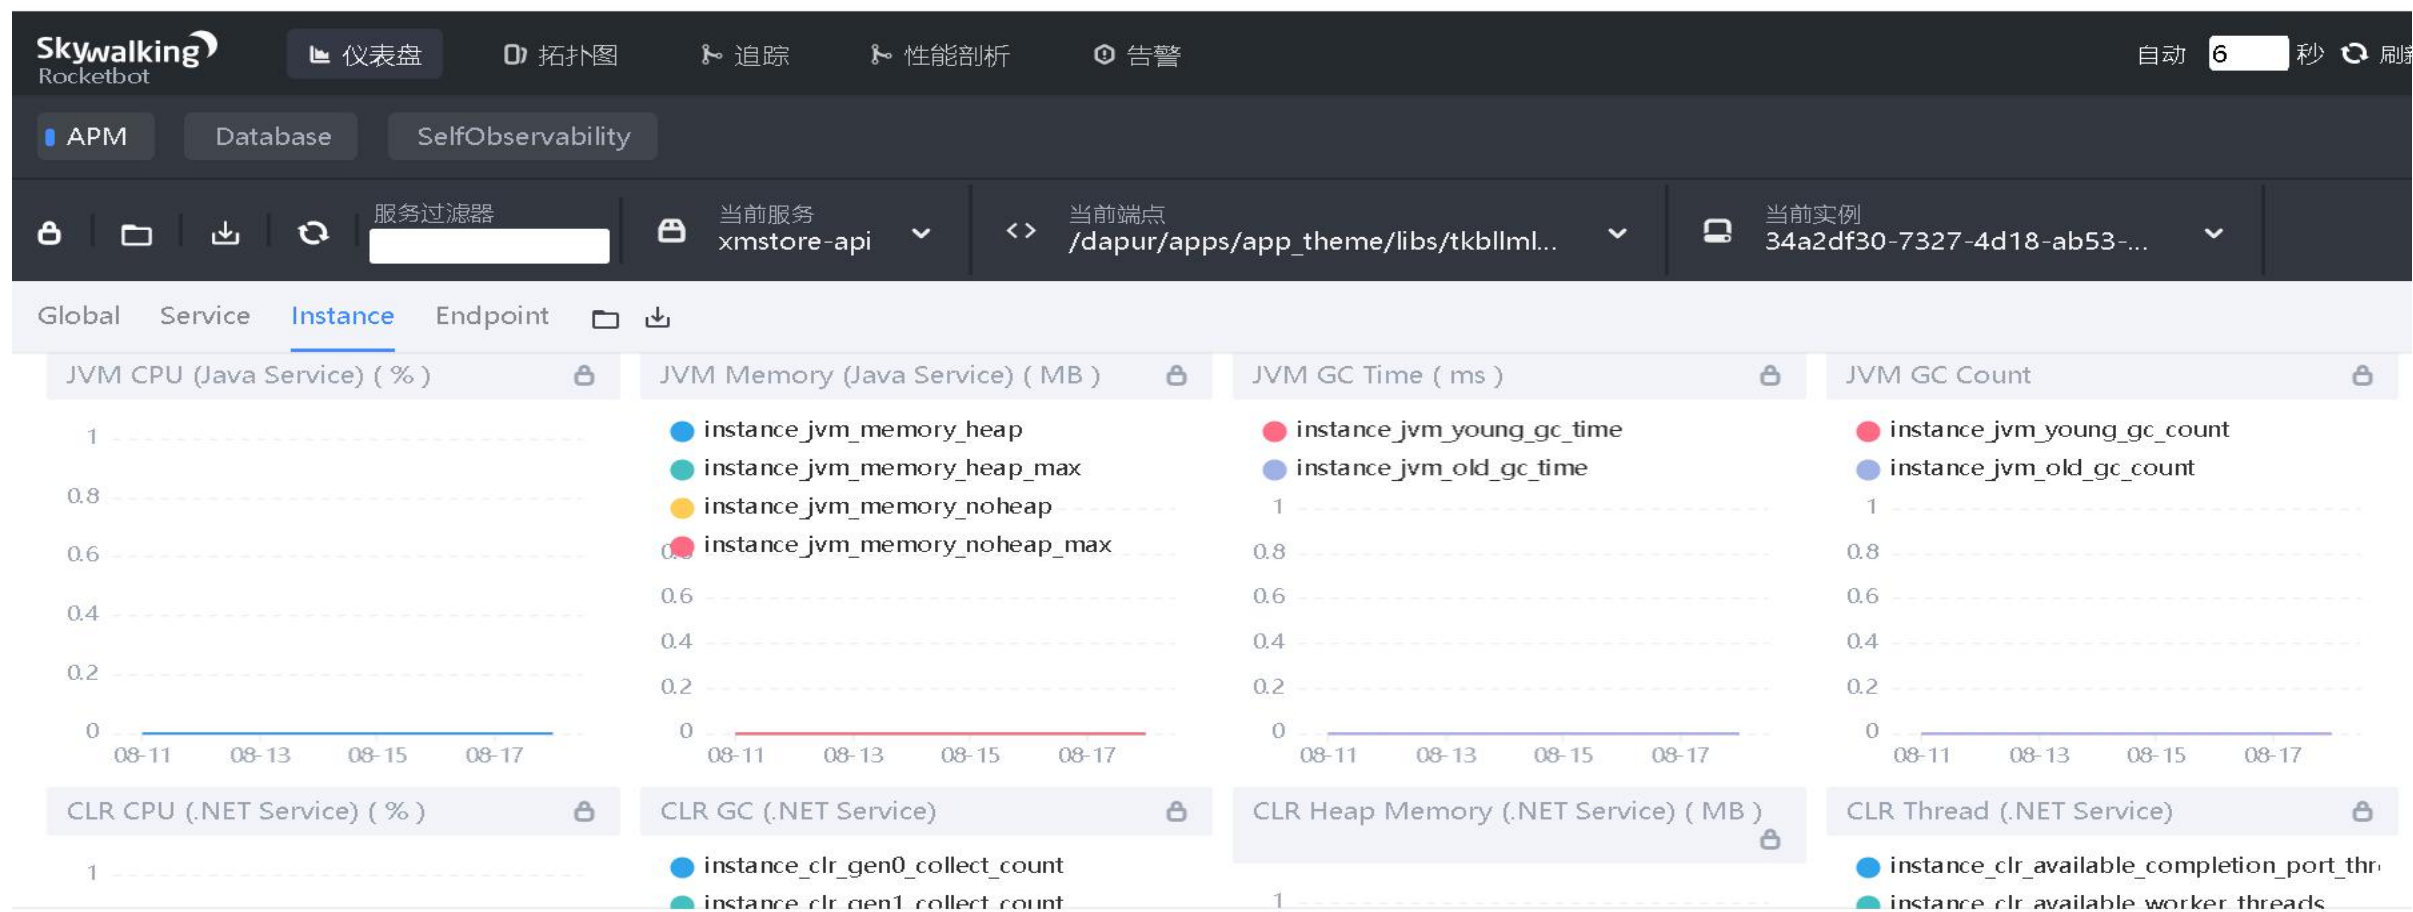 Skywalking
Rocketbot
仪表盘
拓扑图
追踪
性能剖析
告警
自动 6 秒 刷新
APM
Database
SelfObservability
服务过滤器
当前服务
xmstore-api
当前端点
/dapur/apps/app_theme/libs/tkbllml...
当前实例
34a2df30-7327-4d18-ab53-...
Global
Service
Instance
Endpoint
JVM CPU (Java Service) ( % )
1
0.8
0.6
0.4
0.2
0
08-11 08-13 08-15 08-17
JVM Memory (Java Service) ( MB )
instance_jvm_memory_heap
instance_jvm_memory_heap_max
instance_jvm_memory_noheap
instance_jvm_memory_noheap_max
0.6
0.4
0.2
0
08-11 08-13 08-15 08-17
JVM GC Time ( ms )
instance_jvm_young_gc_time
instance_jvm_old_gc_time
1
0.8
0.6
0.4
0.2
0
08-11 08-13 08-15 08-17
JVM GC Count
instance_jvm_young_gc_count
instance_jvm_old_gc_count
1
0.8
0.6
0.4
0.2
0
08-11 08-13 08-15 08-17
CLR CPU (.NET Service) ( % )
1
CLR GC (.NET Service)
instance_clr_gen0_collect_count
instance_clr_gen1_collect_count
CLR Heap Memory (.NET Service) ( MB )
1
CLR Thread (.NET Service)
instance_clr_available_completion_port_thr
instance_clr_available_worker_threads